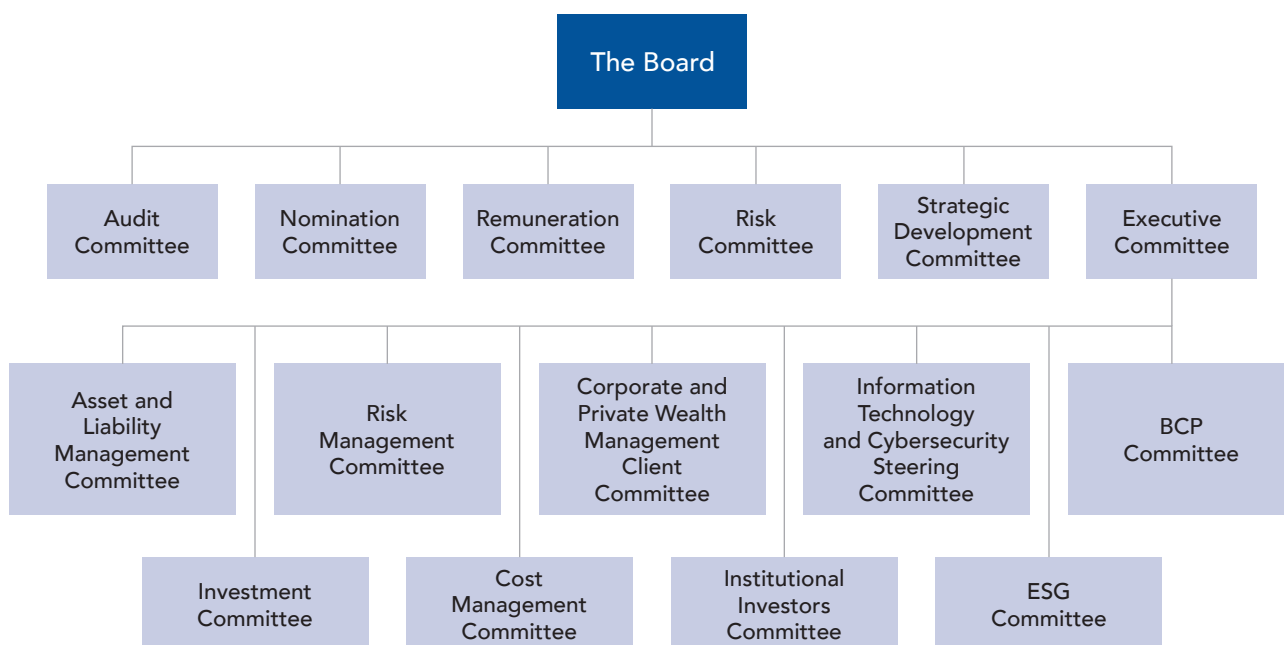 The Board
Audit
Committee
Nomination
Committee
Remuneration
Committee
Risk
Committee
Strategic
Development
Committee
Executive
Committee
Asset and
Liability
Management
Committee
Risk
Management
Committee
Corporate and
Private Wealth
Management
Client
Committee
Information
Technology
and Cybersecurity
Steering
Committee
BCP
Committee
Investment
Committee
Cost
Management
Committee
Institutional
Investors
Committee
ESG
Committee